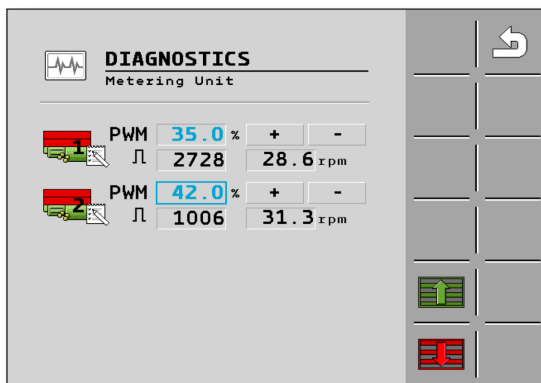 DIAGNOSTICS
Metering Unit
1 PWM 35.0 % + -
2728 28.6 rpm
2 PWM 42.0 % + -
1006 31.3 rpm